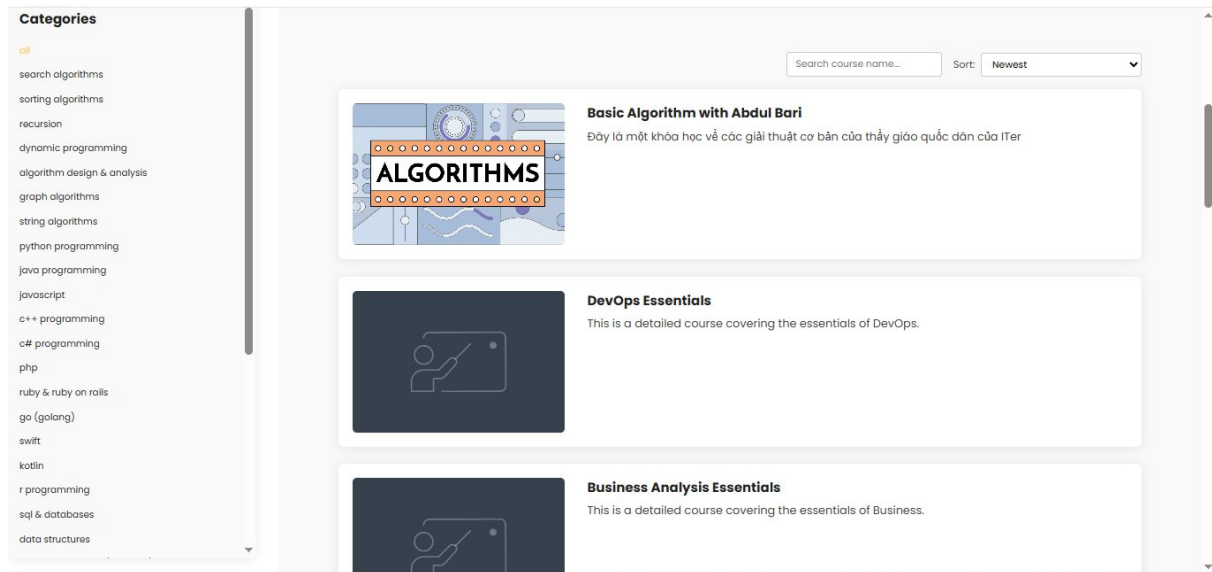 Categories
all
search algorithms
sorting algorithms
recursion
dynamic programming
algorithm design & analysis
graph algorithms
string algorithms
python programming
java programming
javascript
c++ programming
c# programming
php
ruby & ruby on rails
go (golang)
swift
kotlin
r programming
sql & databases
data structures
Search course name...
Sort:
Newest
ALGORITHMS
Basic Algorithm with Abdul Bari
Đây là một khóa học về các giải thuật cơ bản của thầy giáo quốc dân của ITer
DevOps Essentials
This is a detailed course covering the essentials of DevOps.
Business Analysis Essentials
This is a detailed course covering the essentials of Business.